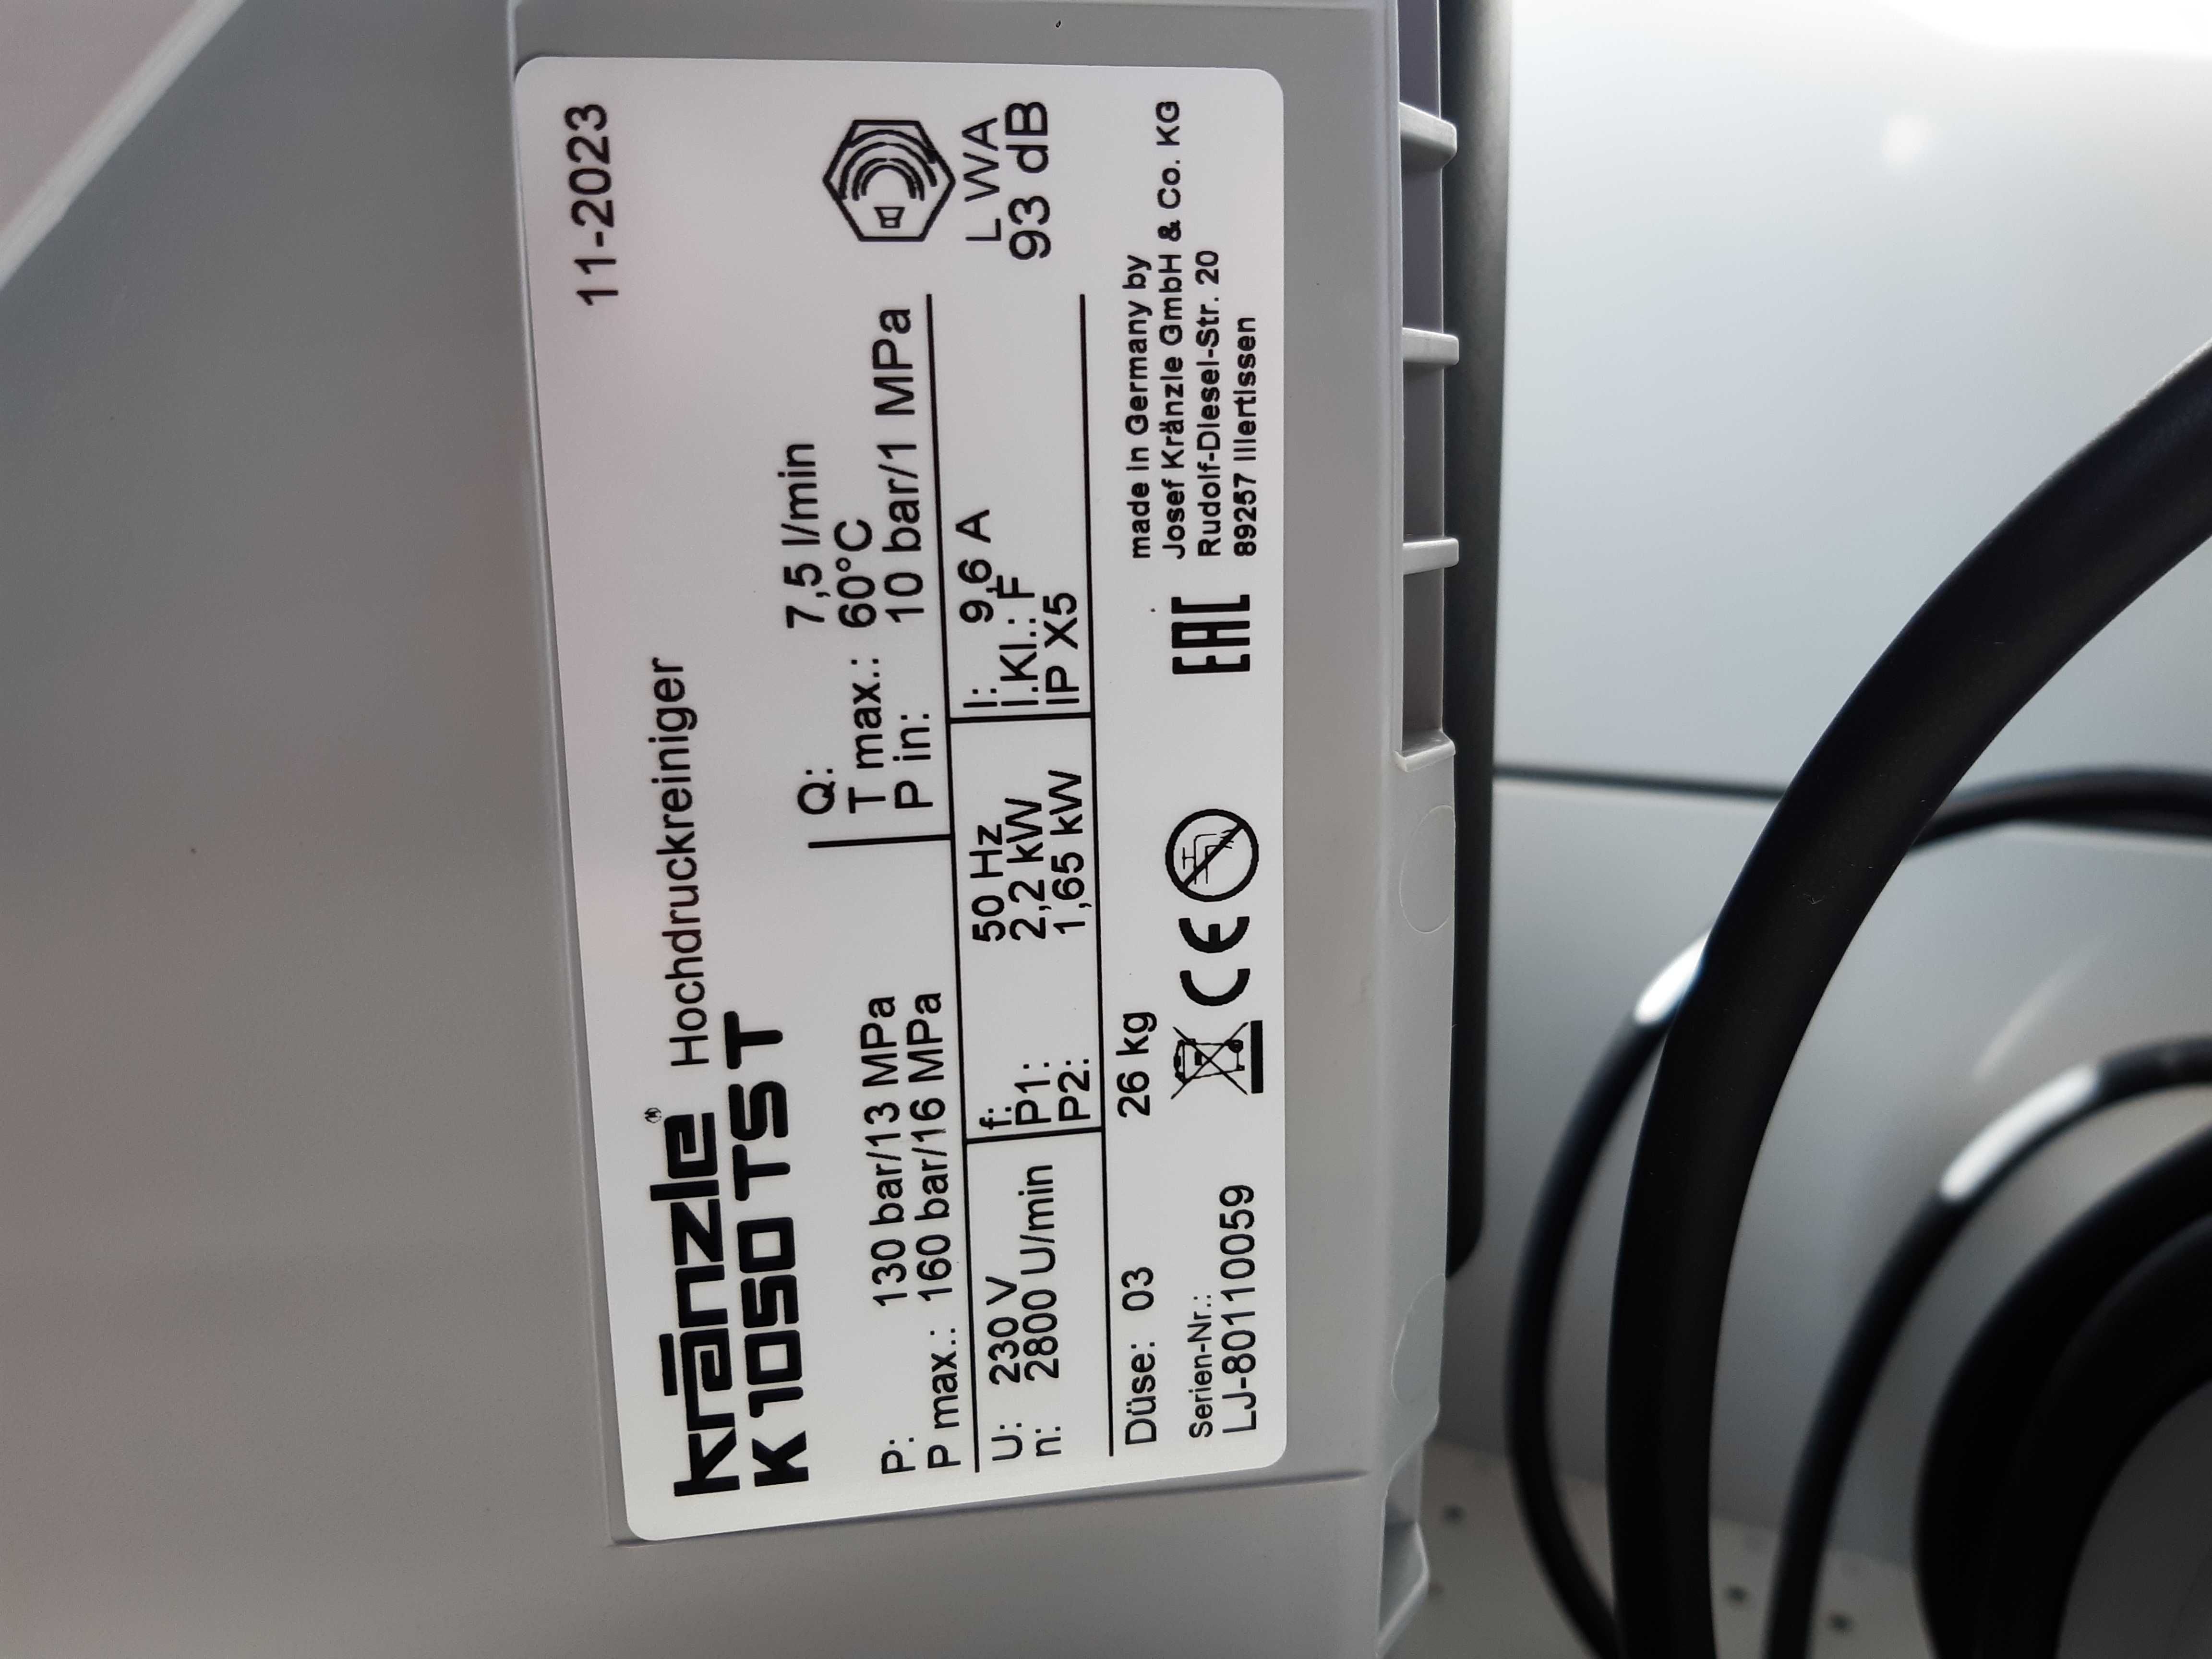 11-2023
kränzle Hochdruckreiniger
K 1050 TS T
P: 130 bar/13 MPa
P max.: 160 bar/16 MPa
Q: 7,5 l/min
T max.: 60°C
P in: 10 bar/1 MPa
U: 230 V
n: 2800 U/min
f: 50 Hz
P1: 2,2 kW
P2: 1,65 kW
I: 9,6 A
I.Kl.: F
IP X5
L WA
93 dB
Düse: 03
26 kg
Serien-Nr.:
LJ-80110059
CE
EAC
made in Germany by
Josef Kränzle GmbH & Co. KG
Rudolf-Diesel-Str. 20
89257 Illertissen